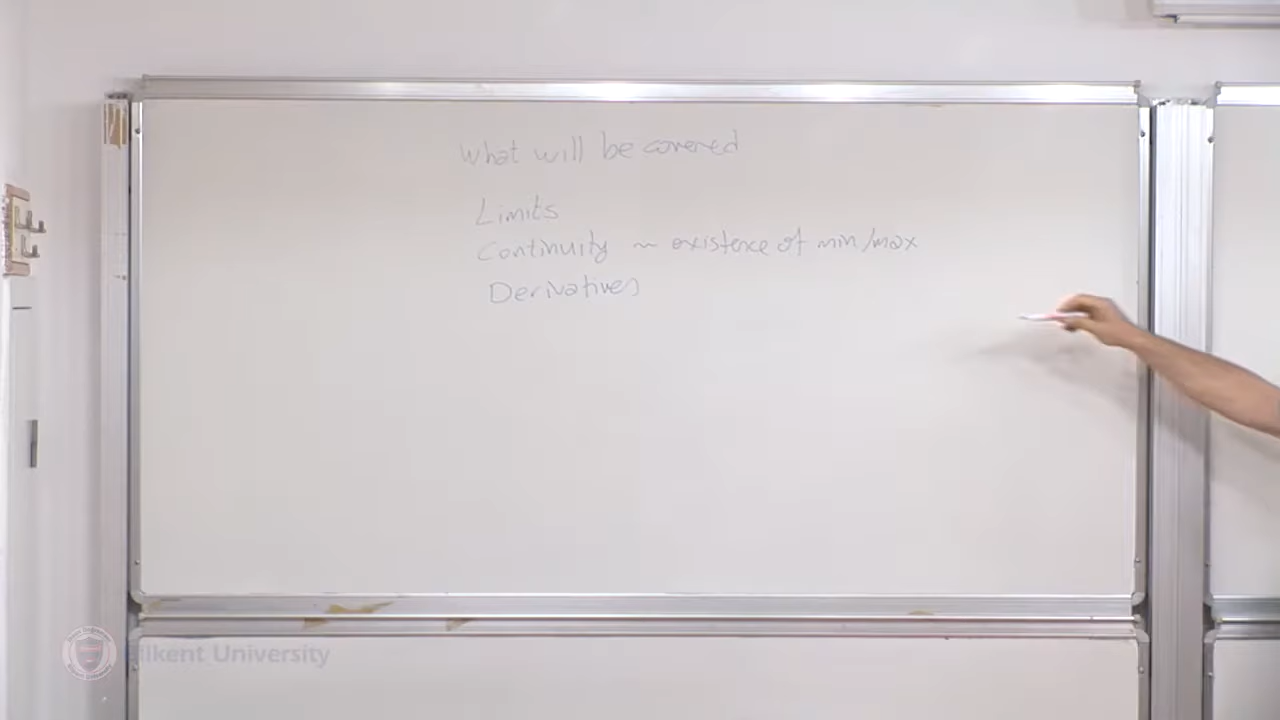 What will be covered
Limits
Continuity ~ existence of min/max
Derivatives
Bilkent University